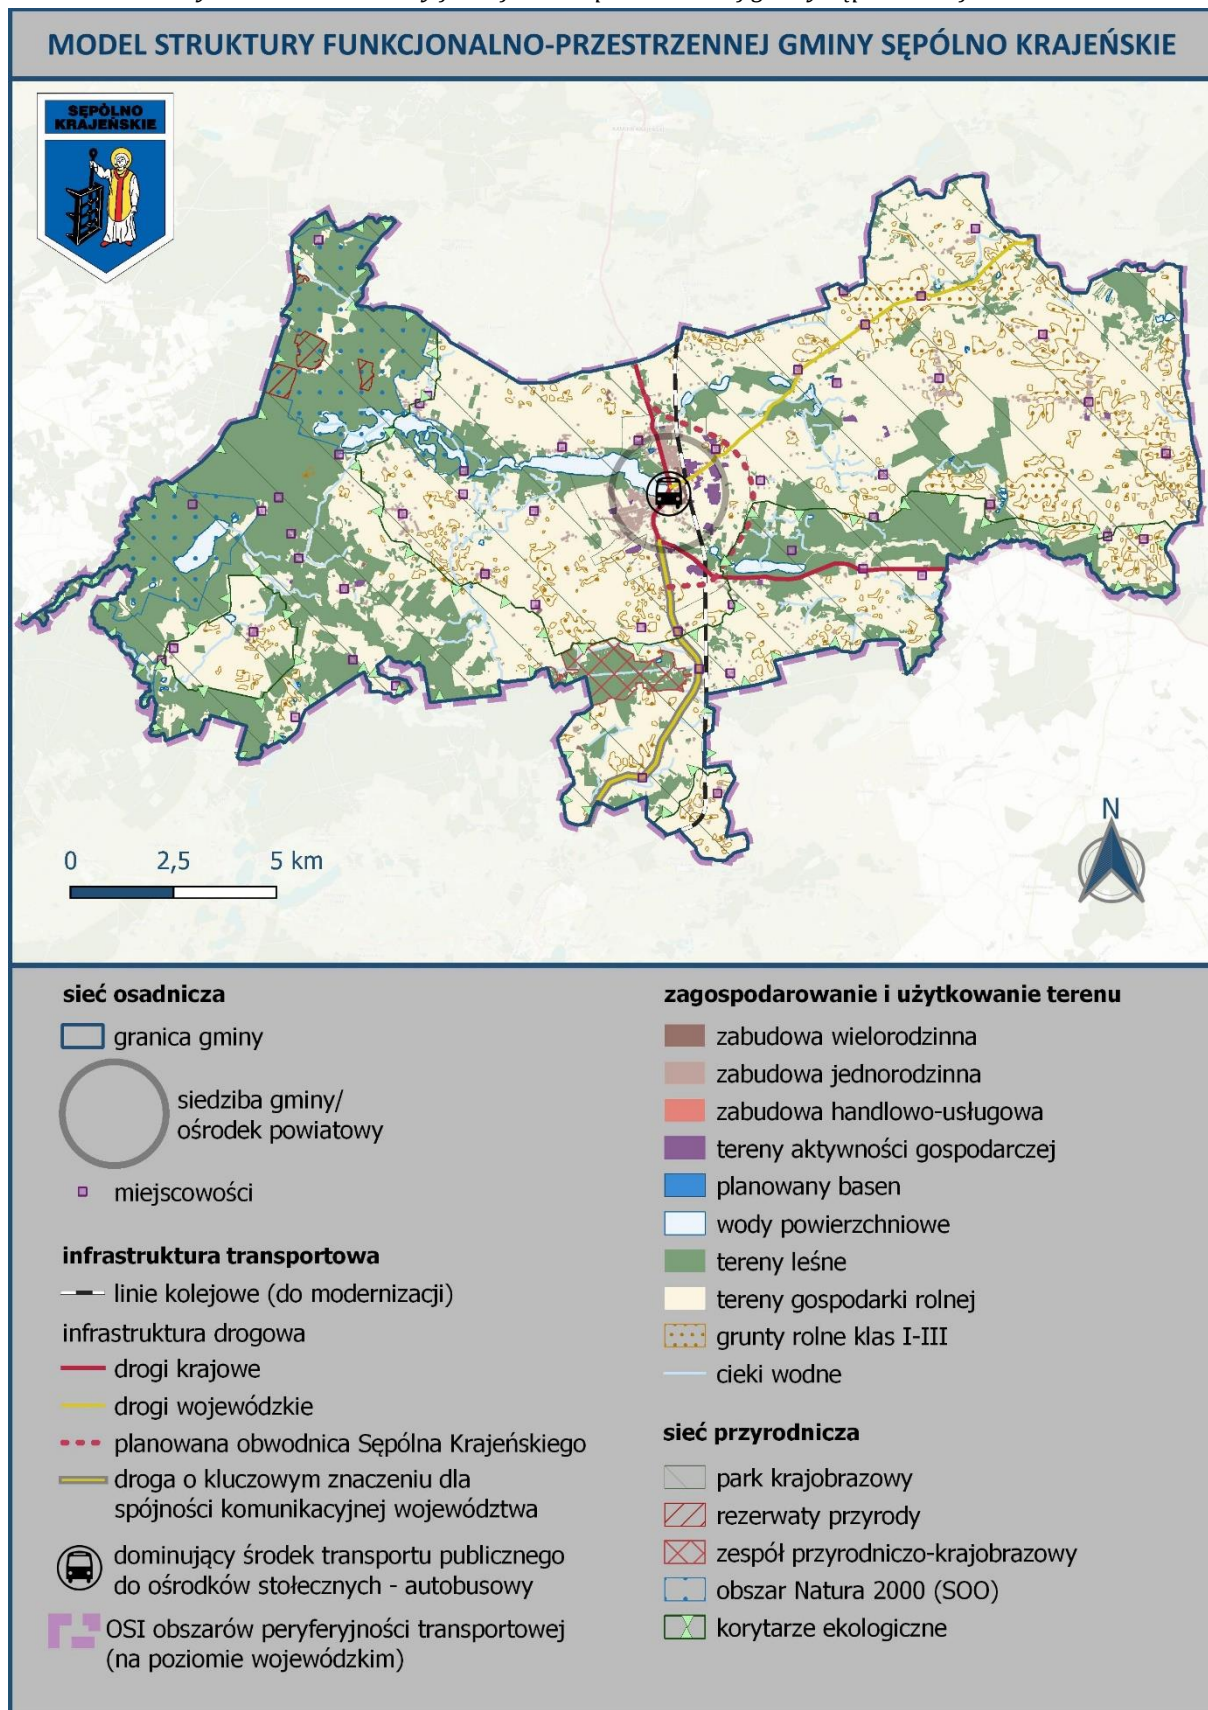 MODEL STRUKTURY FUNKCJONALNO-PRZESTRZENNEJ GMINY SĘPÓLNO KRAJEŃSKIE
SĘPÓLNO
KRAJEŃSKIE
N
0 2,5 5 km
sieć osadnicza
granica gminy
siedziba gminy/
ośrodek powiatowy
miejscowości
infrastruktura transportowa
linie kolejowe (do modernizacji)
infrastruktura drogowa
drogi krajowe
drogi wojewódzkie
planowana obwodnica Sępólna Krajeńskiego
droga o kluczowym znaczeniu dla
spójności komunikacyjnej województwa
dominujący środek transportu publicznego
do ośrodków stołecznych - autobusowy
OSI obszarów peryferyjności transportowej
(na poziomie wojewódzkim)
zagospodarowanie i użytkowanie terenu
zabudowa wielorodzinna
zabudowa jednorodzinna
zabudowa handlowo-usługowa
tereny aktywności gospodarczej
planowany basen
wody powierzchniowe
tereny leśne
tereny gospodarki rolnej
grunty rolne klas I-III
cieki wodne
sieć przyrodnicza
park krajobrazowy
rezerwaty przyrody
zespół przyrodniczo-krajobrazowy
obszar Natura 2000 (SOO)
korytarze ekologiczne